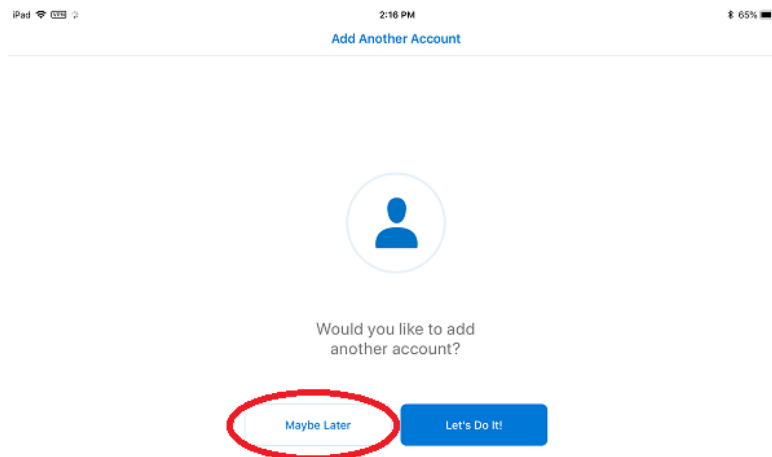 iPad VPN 2:16 PM 65%
Add Another Account
Would you like to add
another account?
Maybe Later Let's Do It!